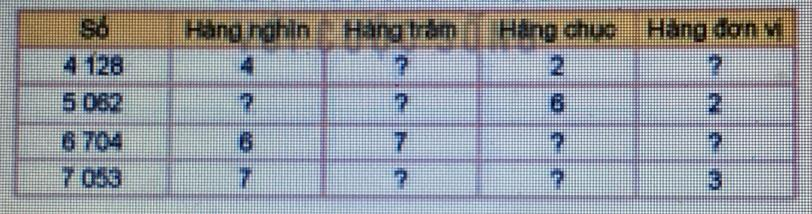 Số Hàng nghìn Hàng trăm Hàng chục Hàng đơn vị
4 128 4 ? 2 ?
5 062 ? ? 6 2
6 704 6 7 ? ?
7 053 7 ? ? 3